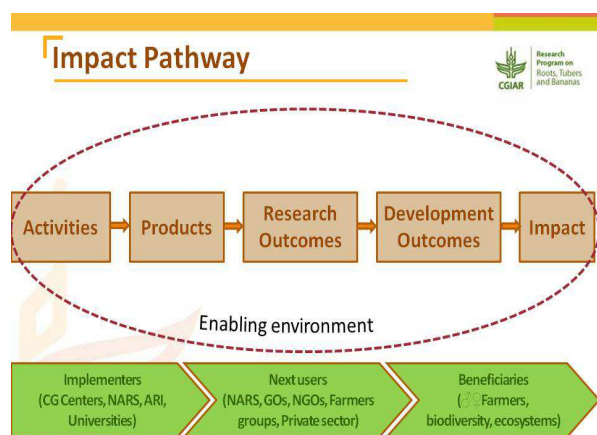 Impact Pathway
CGIAR
Research
Program on
Roots, Tubers
and Bananas
Activities
Products
Research
Outcomes
Development
Outcomes
Impact
Enabling environment
Implementers
(CG Centers, NARS, ARI,
Universities)
Next users
(NARS, GOs, NGOs, Farmers
groups, Private sector)
Beneficiaries
(♂♀Farmers,
biodiversity, ecosystems)